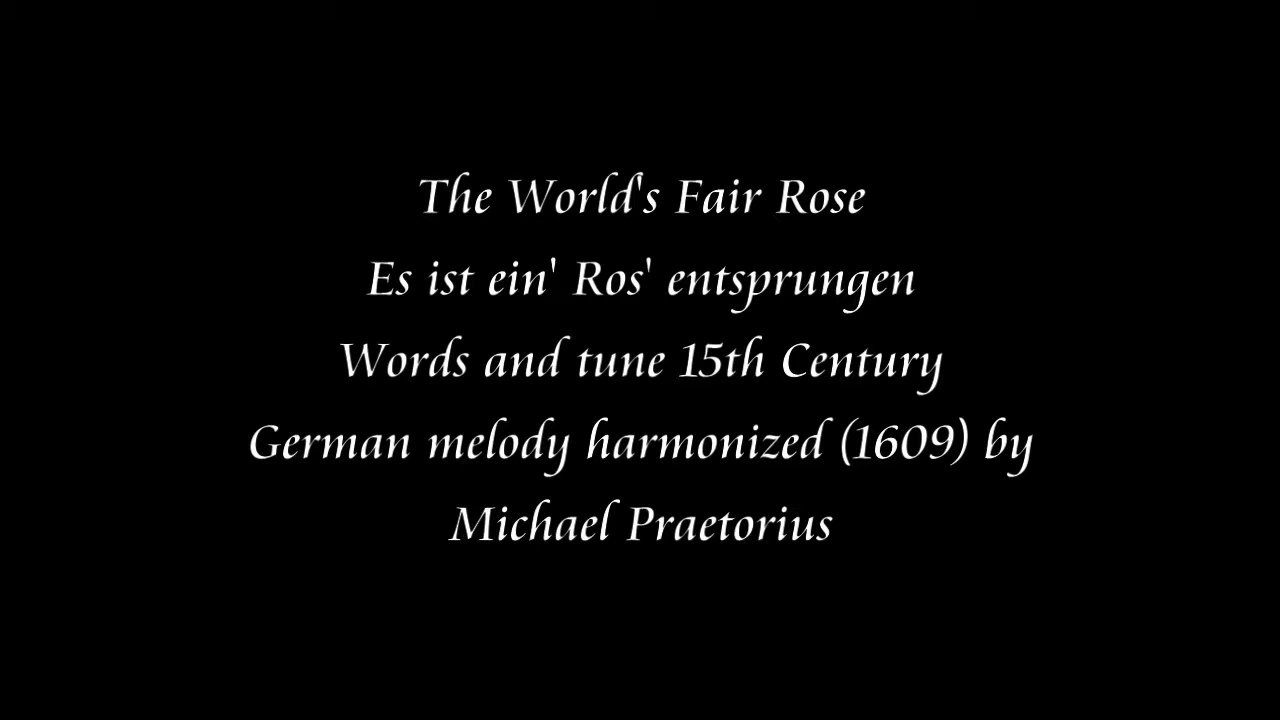 The World's Fair Rose
Es ist ein' Ros' entsprungen
Words and tune 15th Century
German melody harmonized (1609) by
Michael Praetorius